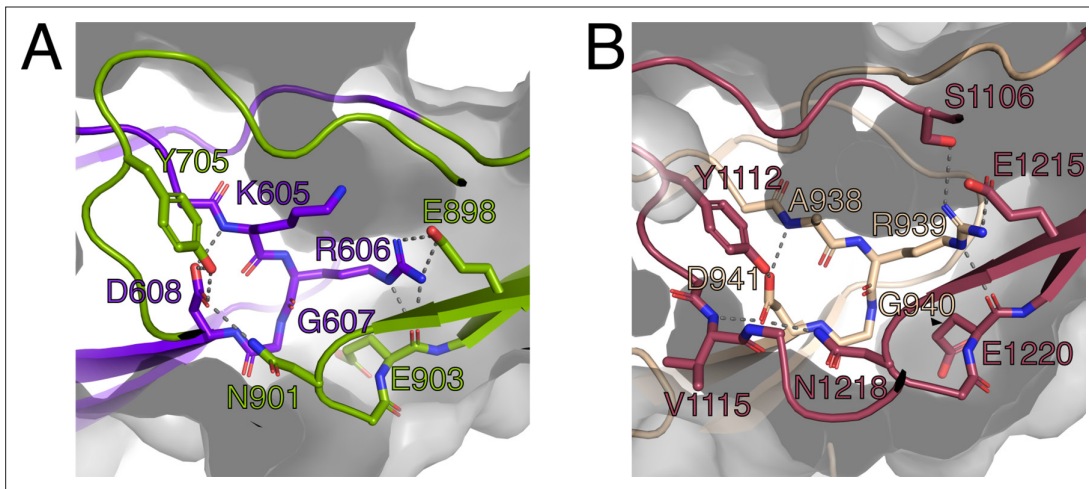 A
Y705
K605
E898
R606
D608
G607
E903
N901
B
S1106
E1215
Y1112
A938
R939
D941
G940
E1220
N1218
V1115